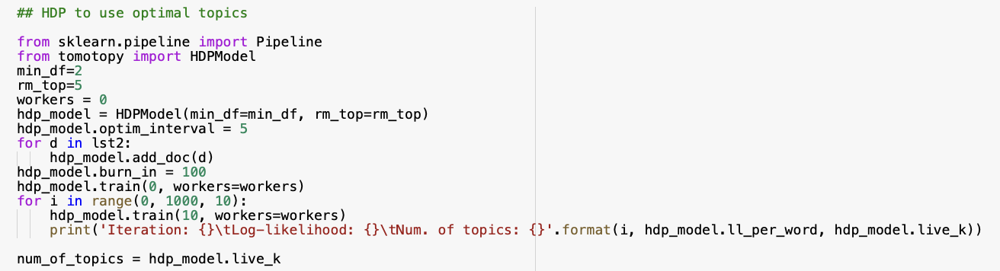 ## HDP to use optimal topics
from sklearn.pipeline import Pipeline
from tomotopy import HDPModel
min_df=2
rm_top=5
workers = 0
hdp_model = HDPModel(min_df=min_df, rm_top=rm_top)
hdp_model.optim_interval = 5
for d in lst2:
    hdp_model.add_doc(d)
hdp_model.burn_in = 100
hdp_model.train(0, workers=workers)
for i in range(0, 1000, 10):
    hdp_model.train(10, workers=workers)
    print('Iteration: {}\tLog-likelihood: {}\tNum. of topics: {}'.format(i, hdp_model.ll_per_word, hdp_model.live_k))
num_of_topics = hdp_model.live_k